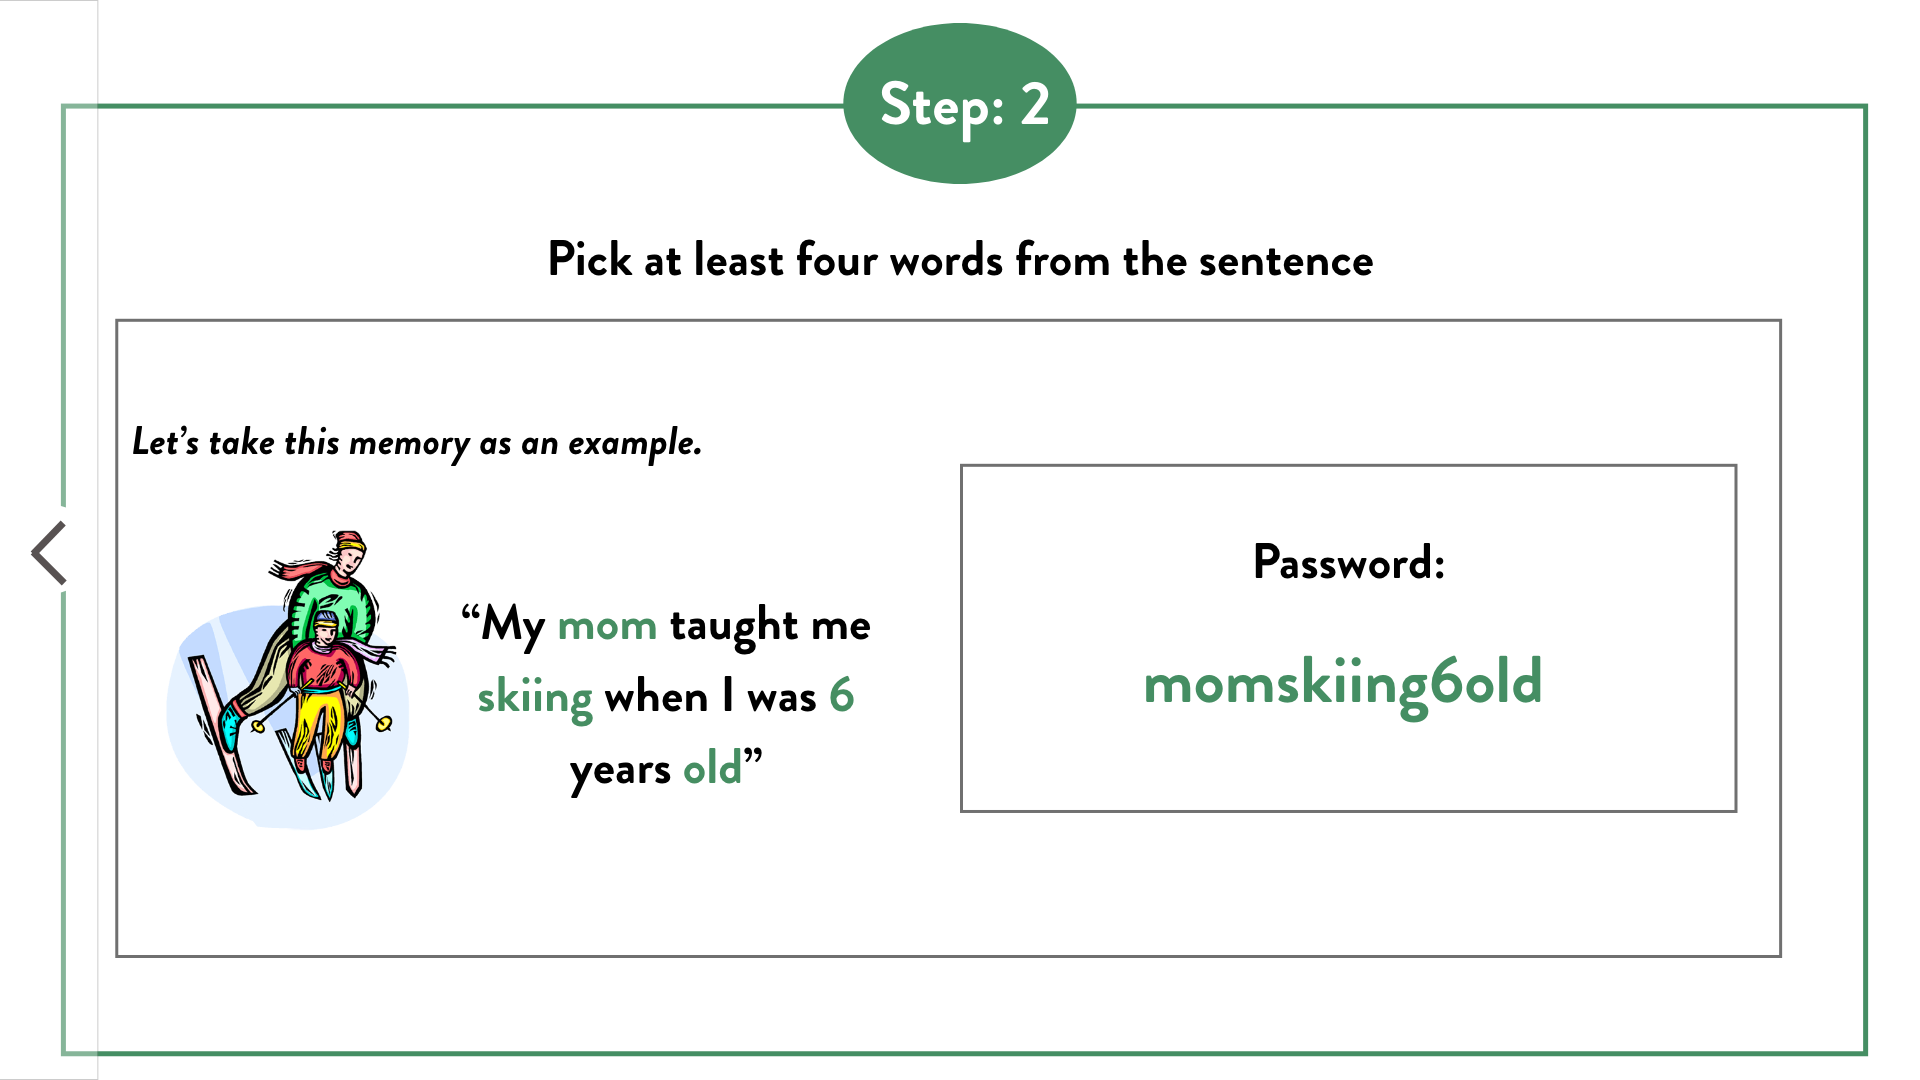 Step: 2
Pick at least four words from the sentence
Let’s take this memory as an example.
“My mom taught me
skiing when I was 6
years old”
Password:
momskiing6old